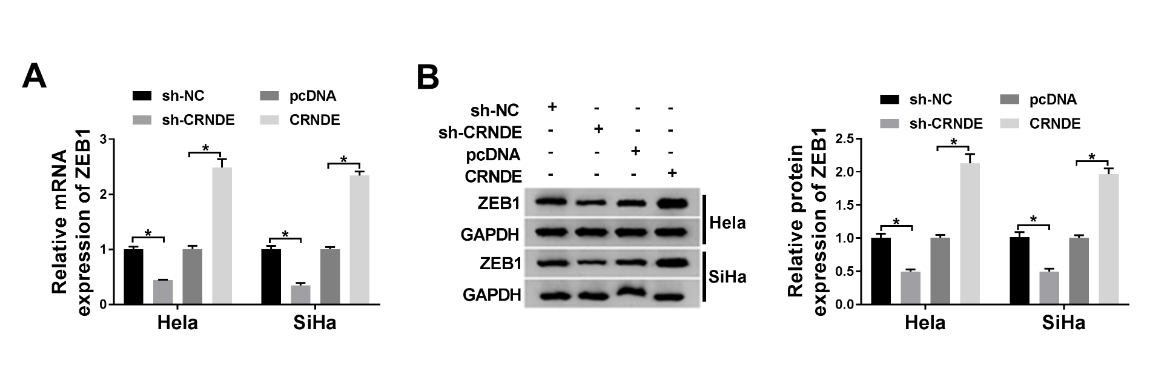 A
sh-NC
pcDNA
sh-CRNDE
CRNDE
Relative mRNA
expression of ZEB1
3
2
1
0
*
*
*
*
Hela
SiHa
B
sh-NC + - - -
sh-CRNDE - + - -
pcDNA - - + -
CRNDE - - - +
ZEB1
GAPDH
Hela
ZEB1
GAPDH
SiHa
sh-NC
pcDNA
sh-CRNDE
CRNDE
Relative protein
expression of ZEB1
2.5
2.0
1.5
1.0
0.5
0.0
*
*
*
*
Hela
SiHa